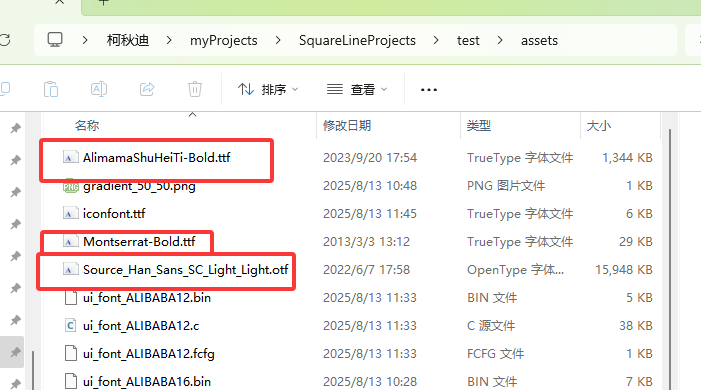 柯秋迪 myProjects SquareLineProjects test assets
排序 查看
名称 修改日期 类型 大小
AlimamaShuHeiTi-Bold.ttf 2023/9/20 17:54 TrueType 字体文件 1,344 KB
gradient_50_50.png 2025/8/13 10:48 PNG 图片文件 1 KB
iconfont.ttf 2025/8/13 11:45 TrueType 字体文件 6 KB
Montserrat-Bold.ttf 2013/3/3 13:12 TrueType 字体文件 29 KB
Source_Han_Sans_SC_Light_Light.otf 2022/6/7 17:58 OpenType 字体... 15,948 KB
ui_font_ALIBABA12.bin 2025/8/13 11:33 BIN 文件 5 KB
ui_font_ALIBABA12.c 2025/8/13 11:33 C 源文件 38 KB
ui_font_ALIBABA12.fcfg 2025/8/13 11:33 FCFG 文件 1 KB
ui_font_ALIBABA16.bin 2025/8/13 10:28 BIN 文件 8 KB